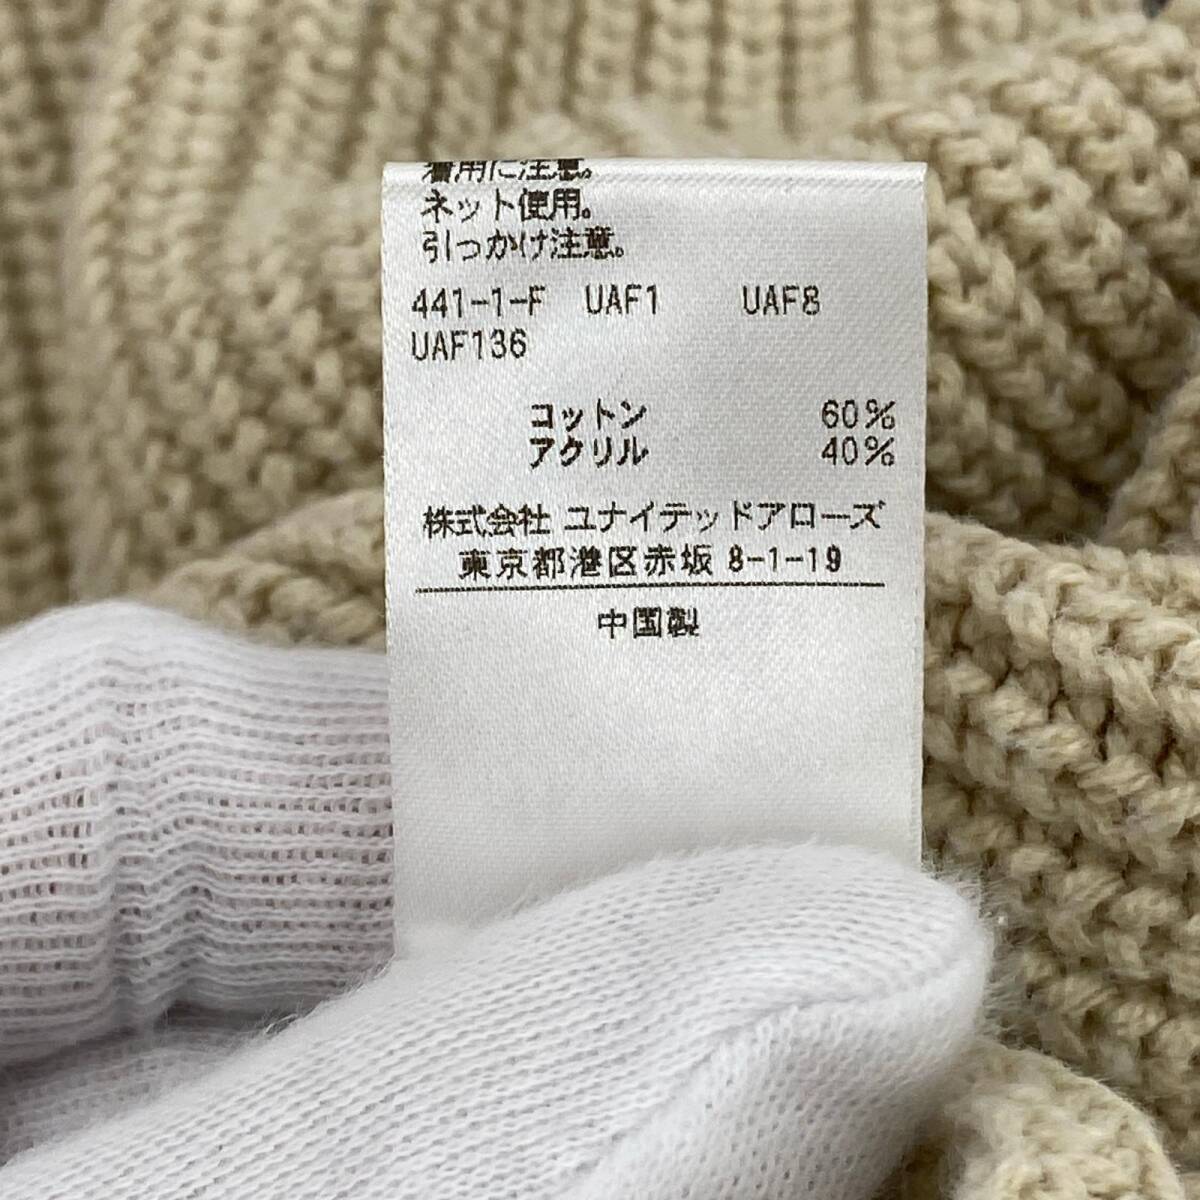 着用に注意。
ネット使用。
引っかけ注意。
441-1-F UAF1 UAF8
UAF136
コットン 60%
アクリル 40%
株式会社 ユナイテッドアローズ
東京都港区赤坂 8-1-19
中国製